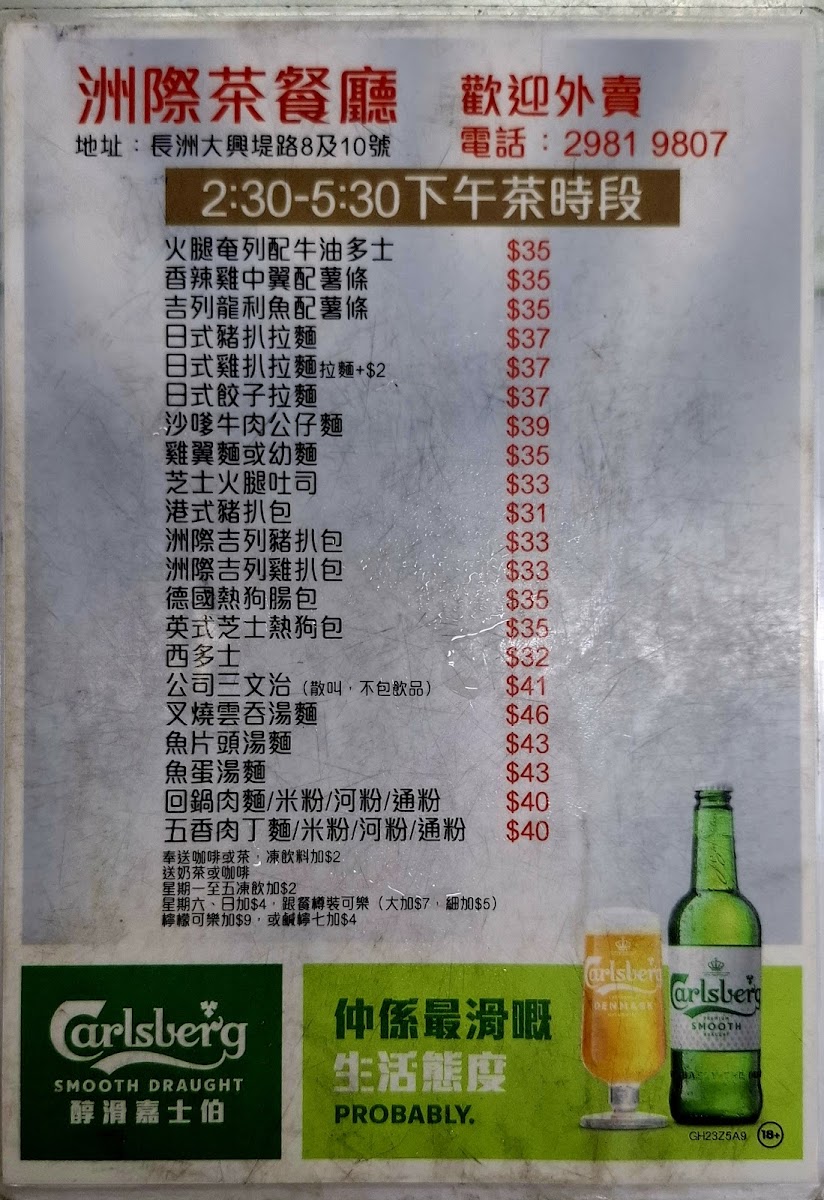 洲際茶餐廳 歡迎外賣
地址：長洲大興堤路8及10號 電話：2981 9807
2:30-5:30下午茶時段
火腿奄列配牛油多士 $35
香辣雞中翼配薯條 $35
吉列龍利魚配薯條 $35
日式豬扒拉麵 $37
日式雞扒拉麵拉麵+$2 $37
日式餃子拉麵 $37
沙嗲牛肉公仔麵 $39
雞翼麵或幼麵 $35
芝士火腿吐司 $33
港式豬扒包 $31
洲際吉列豬扒包 $33
洲際吉列雞扒包 $33
德國熱狗腸包 $35
英式芝士熱狗包 $35
西多士 $32
公司三文治（散叫，不包飲品） $41
叉燒雲吞湯麵 $46
魚片頭湯麵 $43
魚蛋湯麵 $43
回鍋肉麵/米粉/河粉/通粉 $40
五香肉丁麵/米粉/河粉/通粉 $40
奉送咖啡或茶，凍飲料加$2
送奶茶或咖啡
星期一至五凍飲加$2
星期六、日加$4，跟餐樽裝可樂（大加$7，細加$5）
檸檬可樂加$9，或鹹檸七加$4
Carlsberg
SMOOTH DRAUGHT
醇滑嘉士伯
仲係最滑嘅
生活態度
PROBABLY.
Carlsberg
DENMARK
Carlsberg
PREMIUM
SMOOTH
DRAUGHT
GH23Z5A9 18+